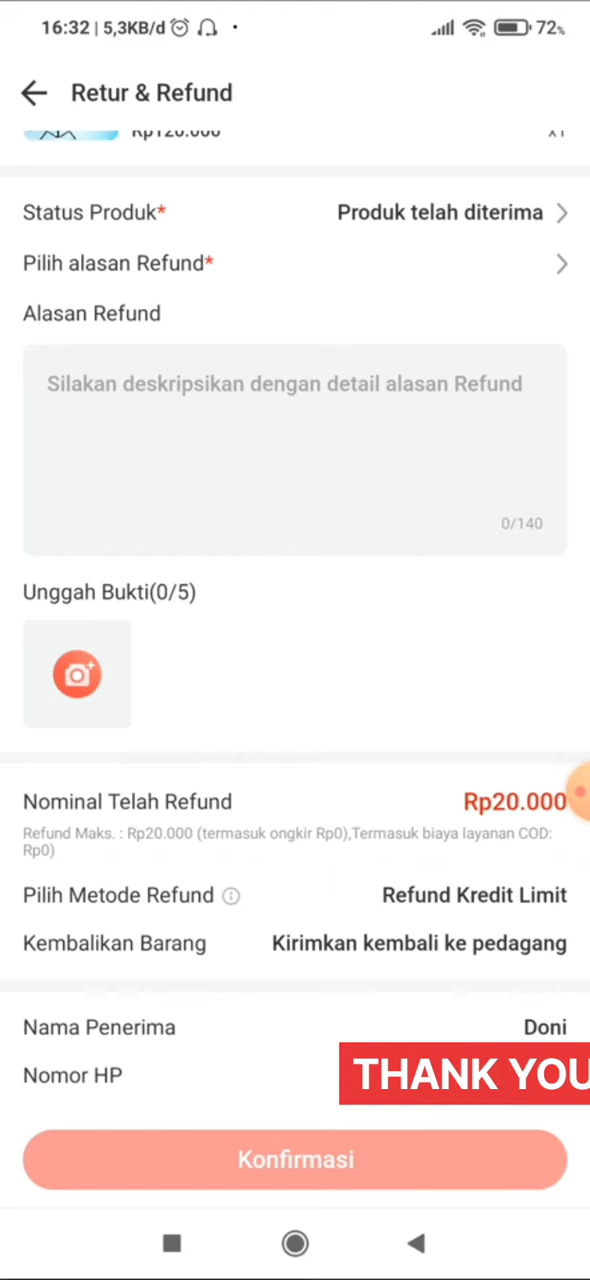 16:32 | 5,3KB/d
72%
Retur & Refund
Rp120.000
x1
Status Produk*
Produk telah diterima
Pilih alasan Refund*
Alasan Refund
Silakan deskripsikan dengan detail alasan Refund
0/140
Unggah Bukti(0/5)
Nominal Telah Refund
Rp20.000
Refund Maks. : Rp20.000 (termasuk ongkir Rp0),Termasuk biaya layanan COD:
Rp0)
Pilih Metode Refund
Refund Kredit Limit
Kembalikan Barang
Kirimkan kembali ke pedagang
Nama Penerima
Doni
Nomor HP
THANK YOU
Konfirmasi